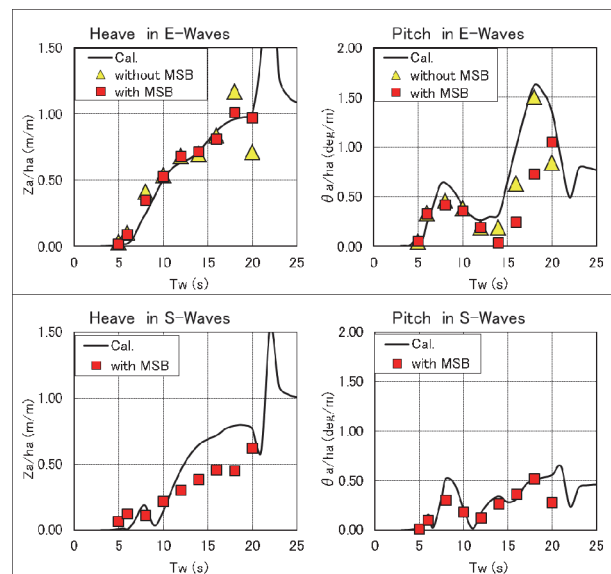 Heave in E-Waves
Za/ha (m/m)
1.50
1.00
0.50
0.00
Cal.
without MSB
with MSB
0 5 10 15 20 25
Tw (s)
Pitch in E-Waves
θa/ha (deg/m)
2.00
1.50
1.00
0.50
0.00
Cal.
without MSB
with MSB
0 5 10 15 20 25
Tw (s)
Heave in S-Waves
Za/ha (m/m)
1.50
1.00
0.50
0.00
Cal.
with MSB
0 5 10 15 20 25
Tw (s)
Pitch in S-Waves
θa/ha (deg/m)
2.00
1.50
1.00
0.50
0.00
Cal.
with MSB
0 5 10 15 20 25
Tw (s)